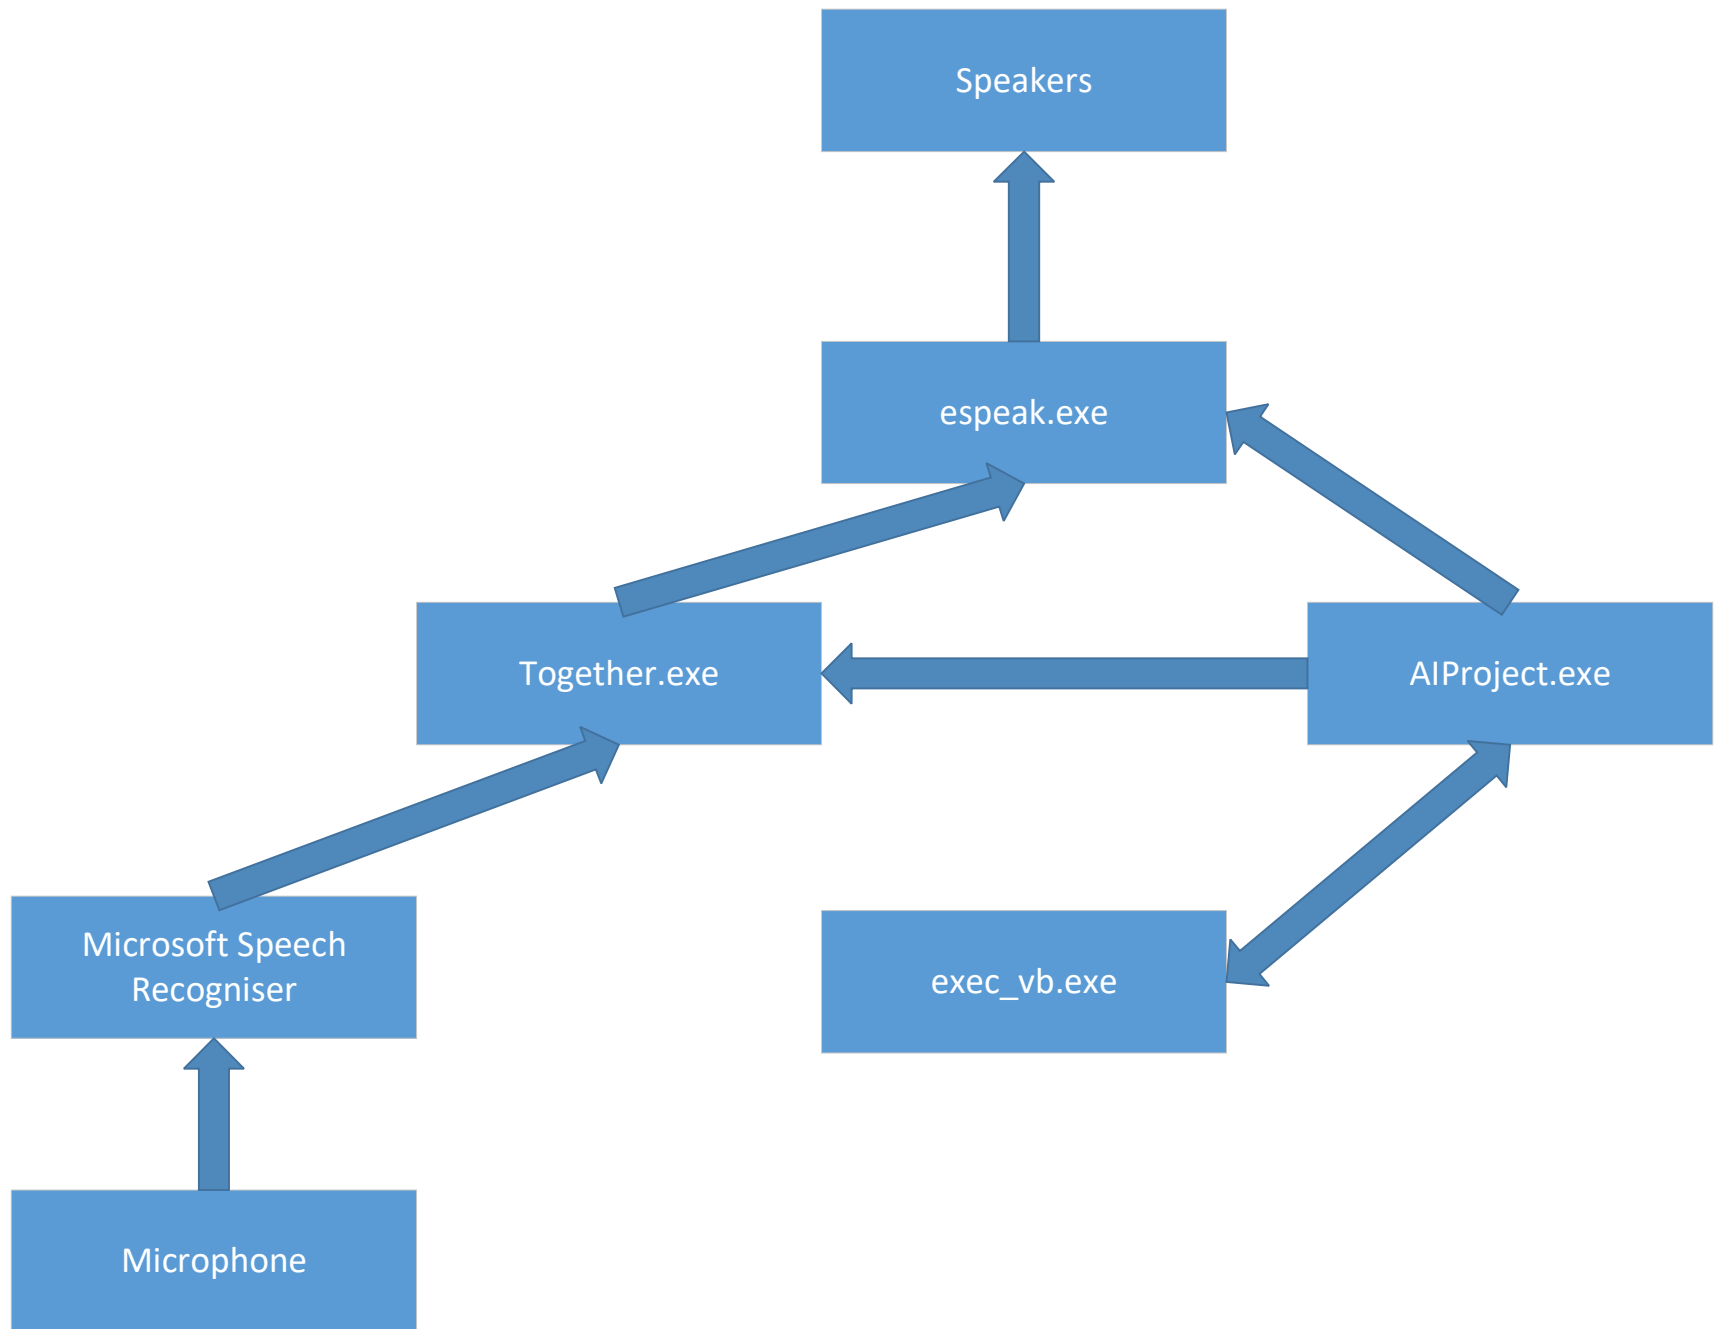 Speakers
espeak.exe
Together.exe
AIProject.exe
Microsoft Speech
Recogniser
exec_vb.exe
Microphone